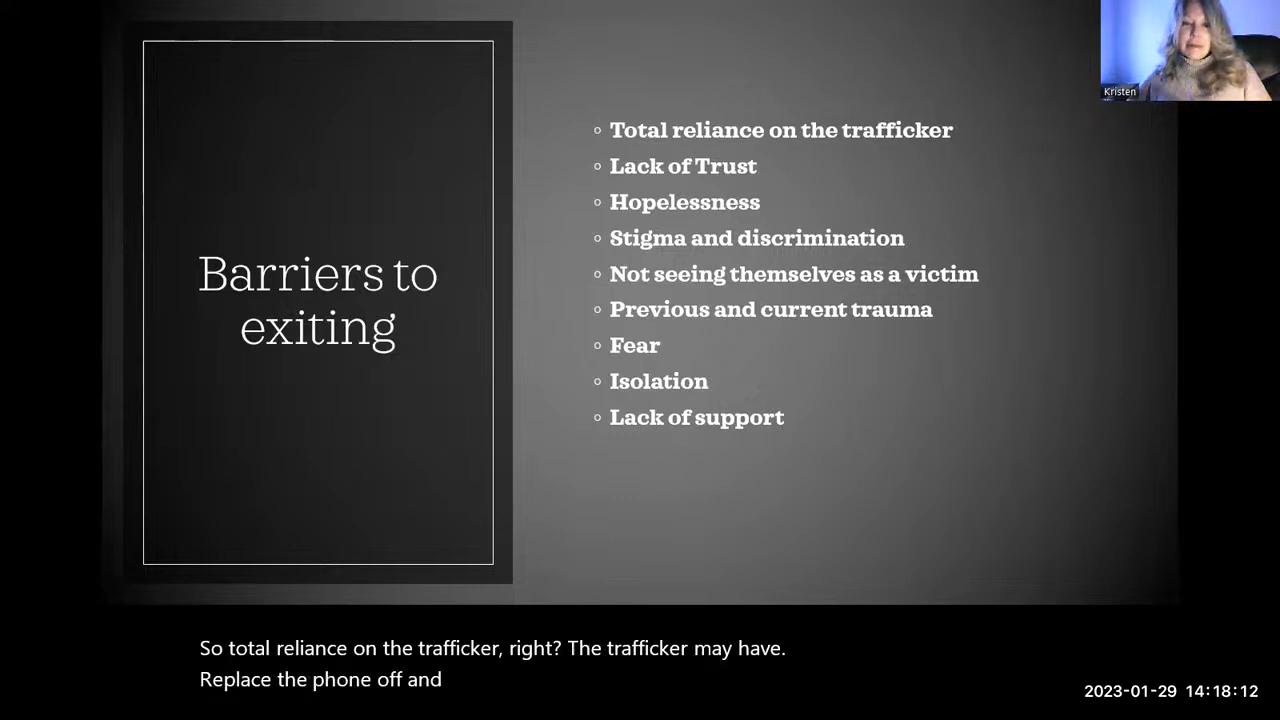 Kristen
Barriers to
exiting
Total reliance on the trafficker
Lack of Trust
Hopelessness
Stigma and discrimination
Not seeing themselves as a victim
Previous and current trauma
Fear
Isolation
Lack of support
So total reliance on the trafficker, right? The trafficker may have.
Replace the phone off and
2023-01-29 14:18:12